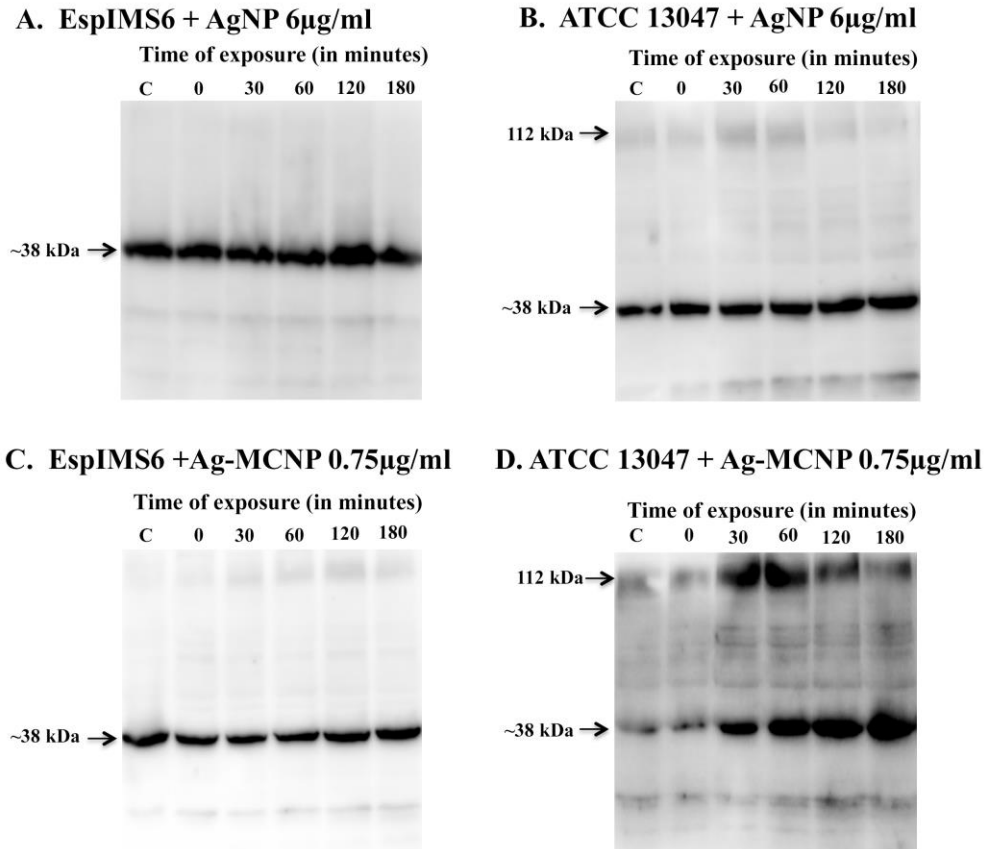 A. EspIMS6 + AgNP 6µg/ml
Time of exposure (in minutes)
C 0 30 60 120 180
~38 kDa
B. ATCC 13047 + AgNP 6µg/ml
Time of exposure (in minutes)
C 0 30 60 120 180
112 kDa
~38 kDa
C. EspIMS6 +Ag-MCNP 0.75µg/ml
Time of exposure (in minutes)
C 0 30 60 120 180
~38 kDa
D. ATCC 13047 + Ag-MCNP 0.75µg/ml
Time of exposure (in minutes)
C 0 30 60 120 180
112 kDa
~38 kDa